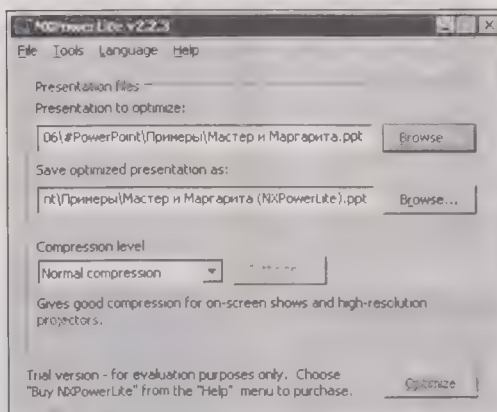 NXPowerLite v2.2.3
File Tools Language Help
Presentation files
Presentation to optimize:
06\#PowerPoint\Примеры\Мастер и Маргарита.ppt Browse
Save optimized presentation as:
nt\Примеры\Мастер и Маргарита (NXPowerLite).ppt Browse...
Compression level
Normal compression
Gives good compression for on-screen shows and high-resolution
projectors.
Trial version - for evaluation purposes only. Choose
"Buy NXPowerLite" from the "Help" menu to purchase. Optimize